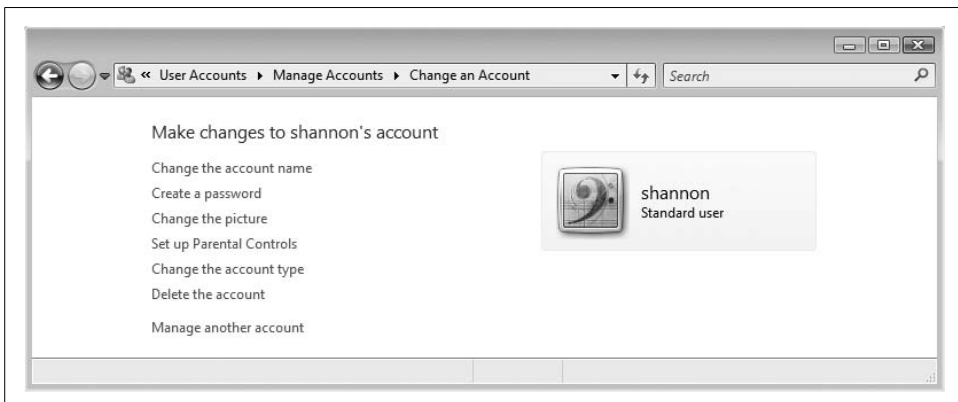 « User Accounts ▸ Manage Accounts ▸ Change an Account
Search
Make changes to shannon's account
Change the account name
Create a password
Change the picture
Set up Parental Controls
Change the account type
Delete the account
Manage another account
shannon
Standard user